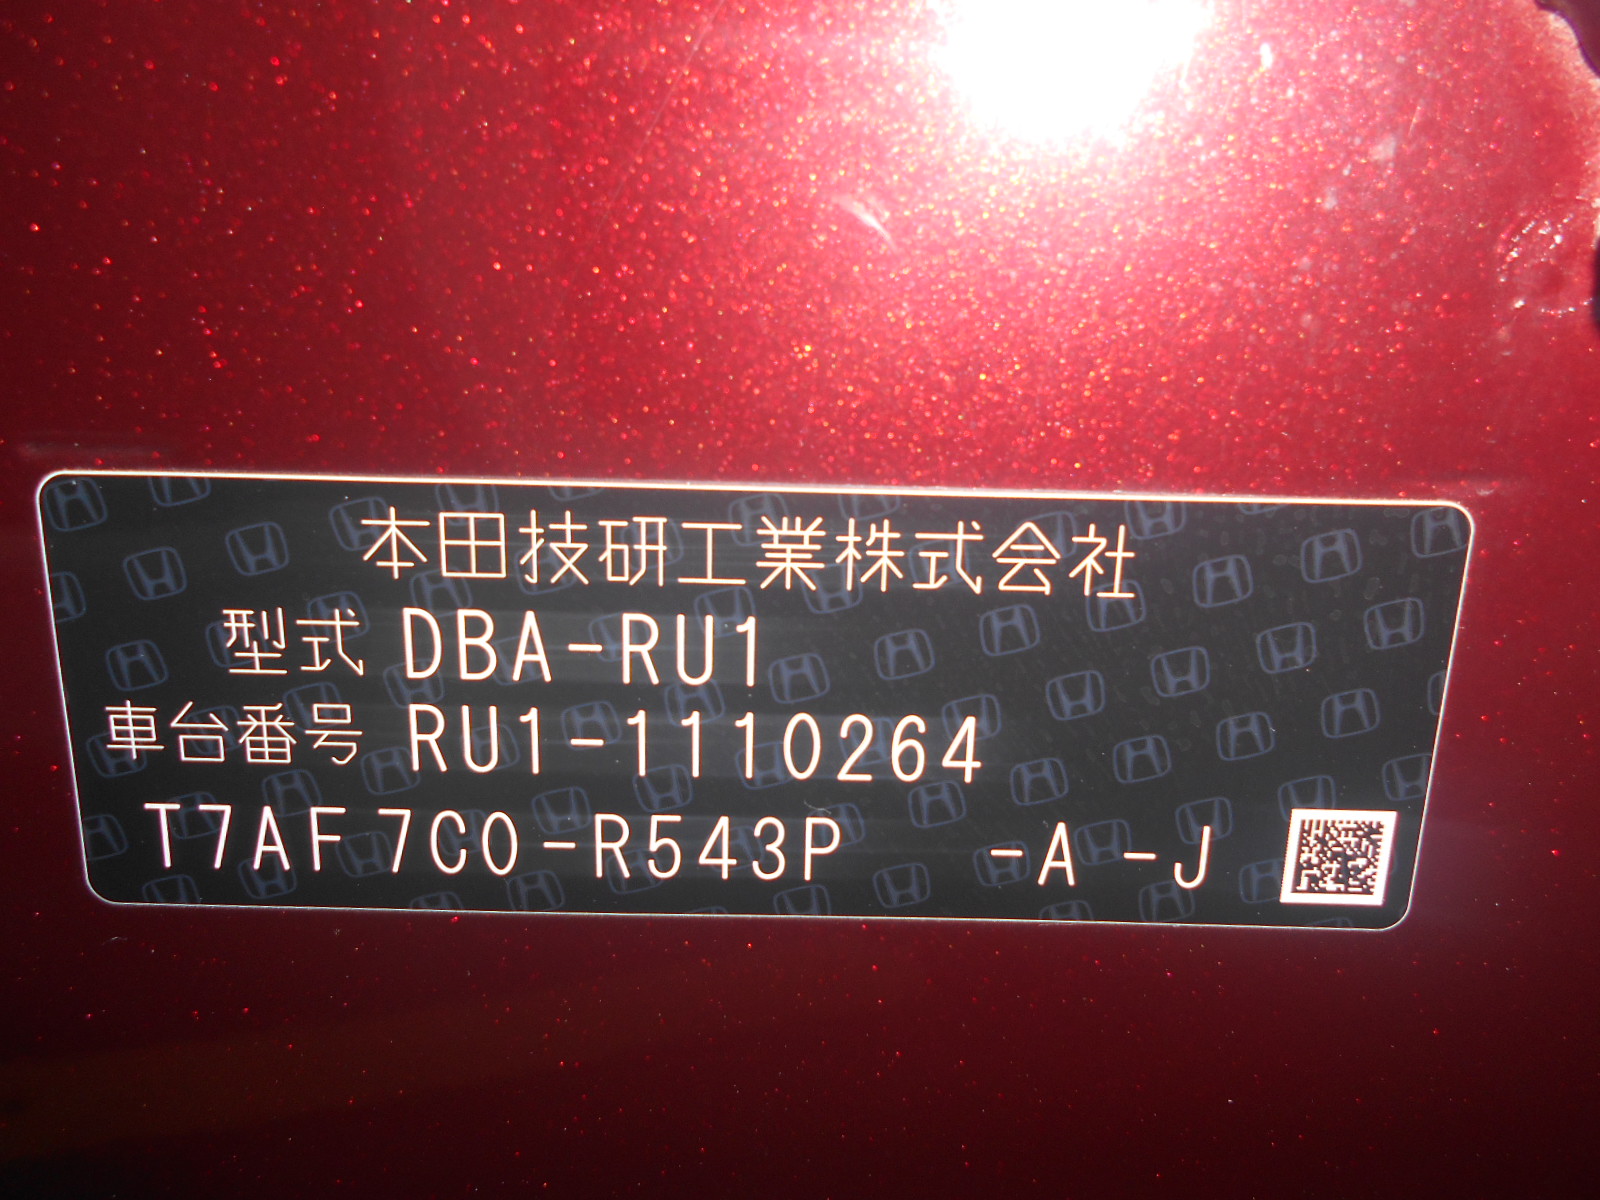 本田技研工業株式会社
型式 DBA-RU1
車台番号 RU1-1110264
T7AF7C0-R543P -A -J